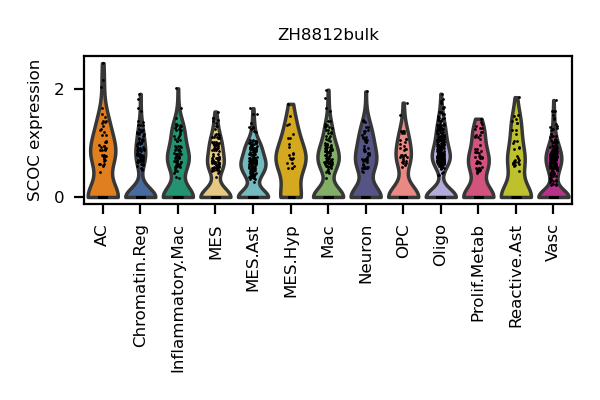 ZH8812bulk
SCOC expression
2
0
AC
Chromatin.Reg
Inflammatory.Mac
MES
MES.Ast
MES.Hyp
Mac
Neuron
OPC
Oligo
Prolif.Metab
Reactive.Ast
Vasc